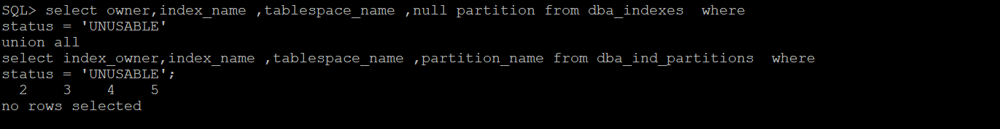 SQL> select owner,index_name ,tablespace_name ,null partition from dba_indexes  where
status = 'UNUSABLE'
union all
select index_owner,index_name ,tablespace_name ,partition_name from dba_ind_partitions  where
status = 'UNUSABLE';
  2    3    4    5
no rows selected